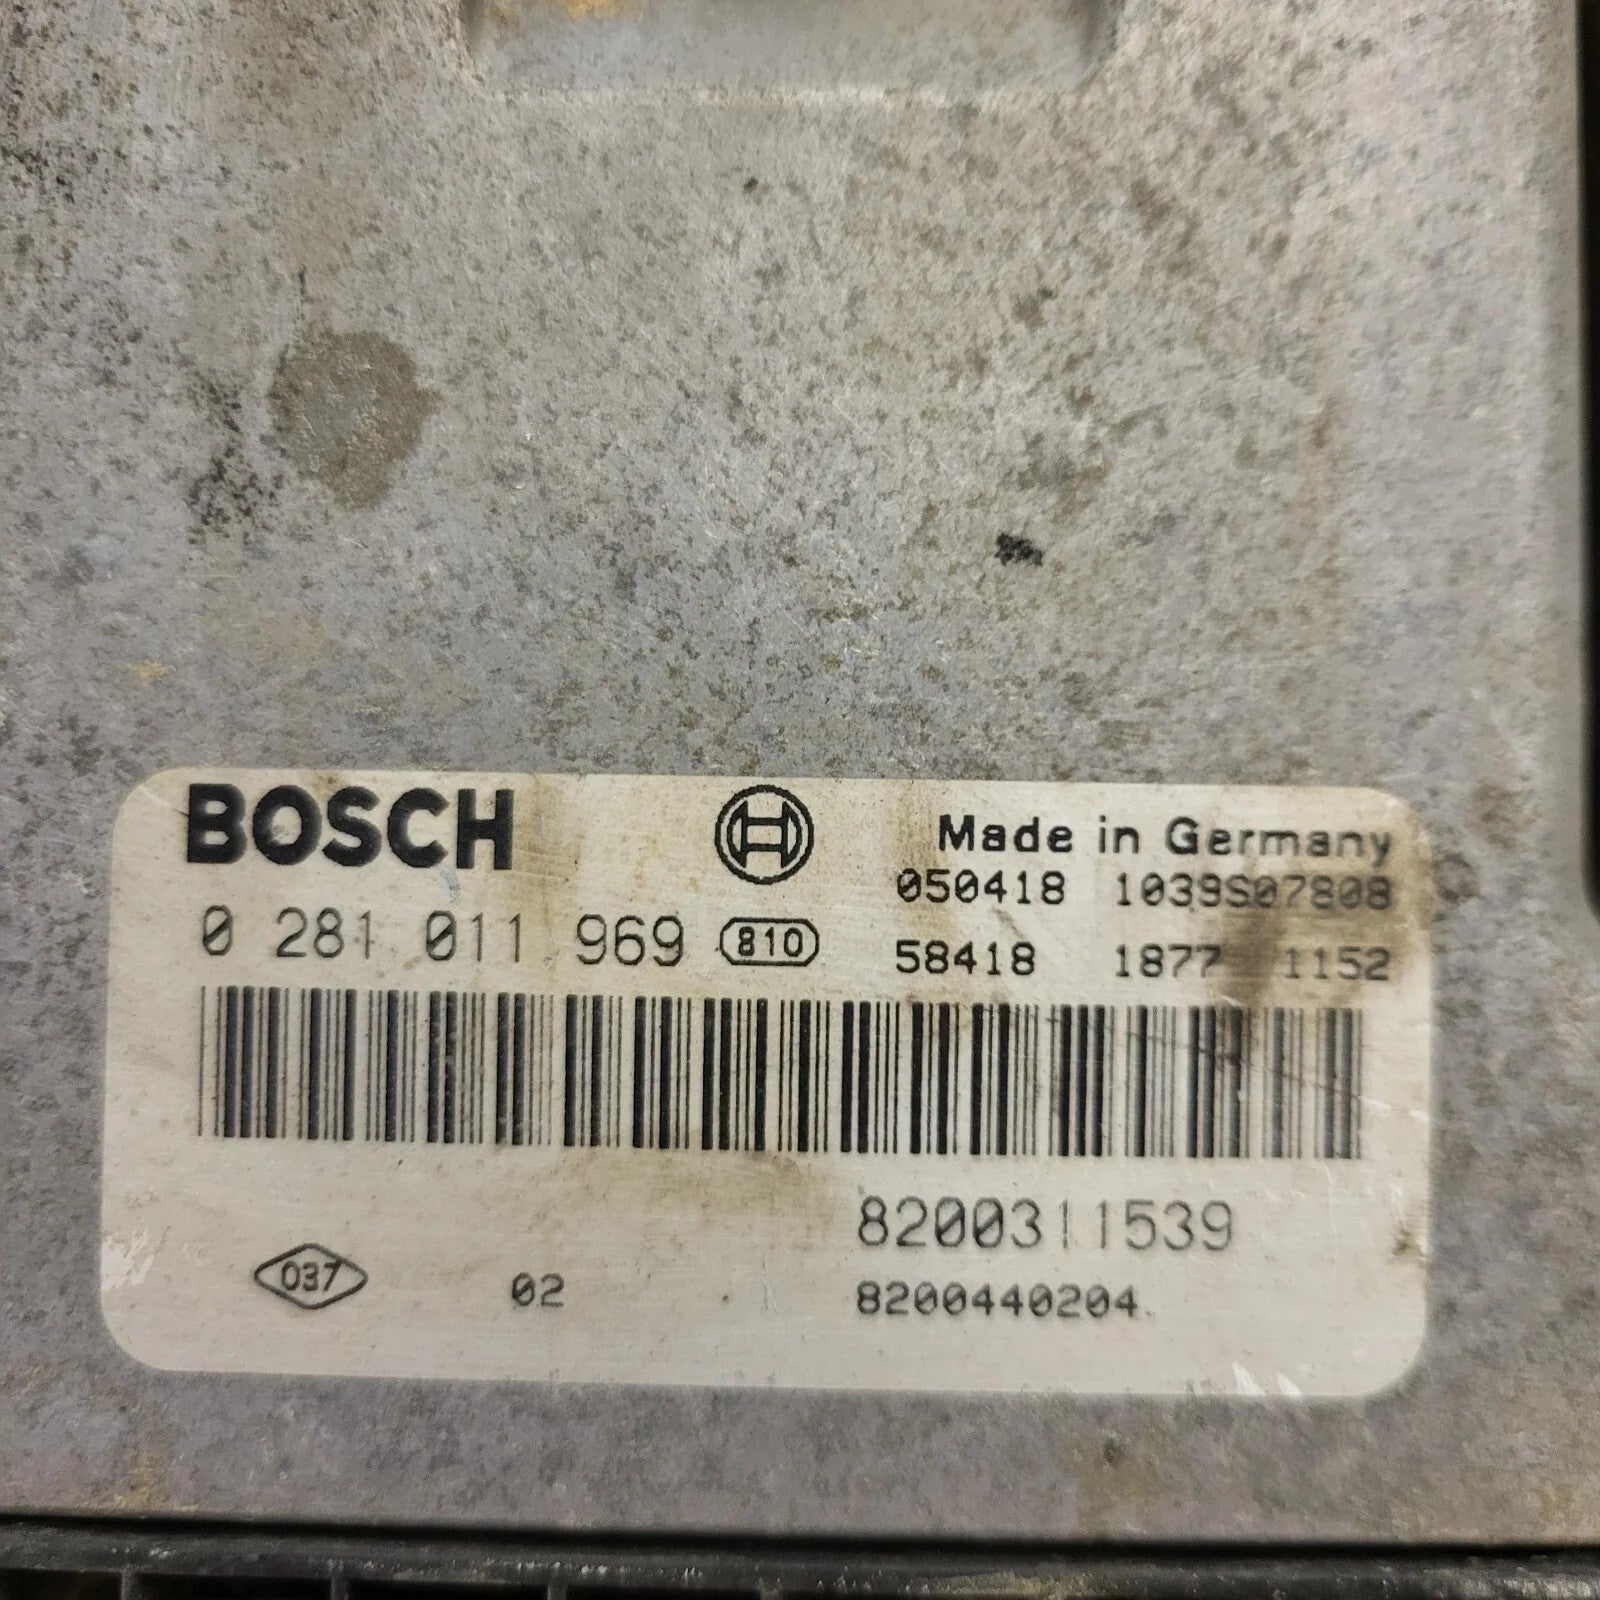 BOSCH
Made in Germany
050418 1039S07808
0 281 011 969 810
58418 1877 1152
8200311539
037 02 8200440204